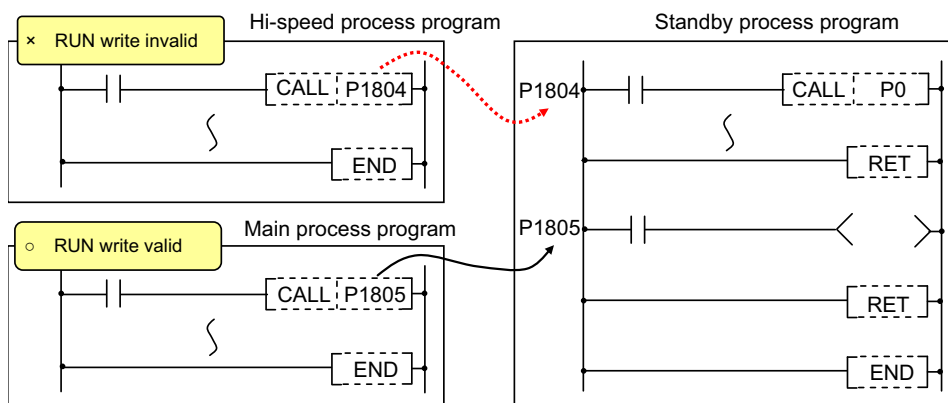 Hi-speed process program
× RUN write invalid
CALL P1804
END
Main process program
○ RUN write valid
CALL P1805
END
Standby process program
P1804 CALL P0
RET
P1805
RET
END